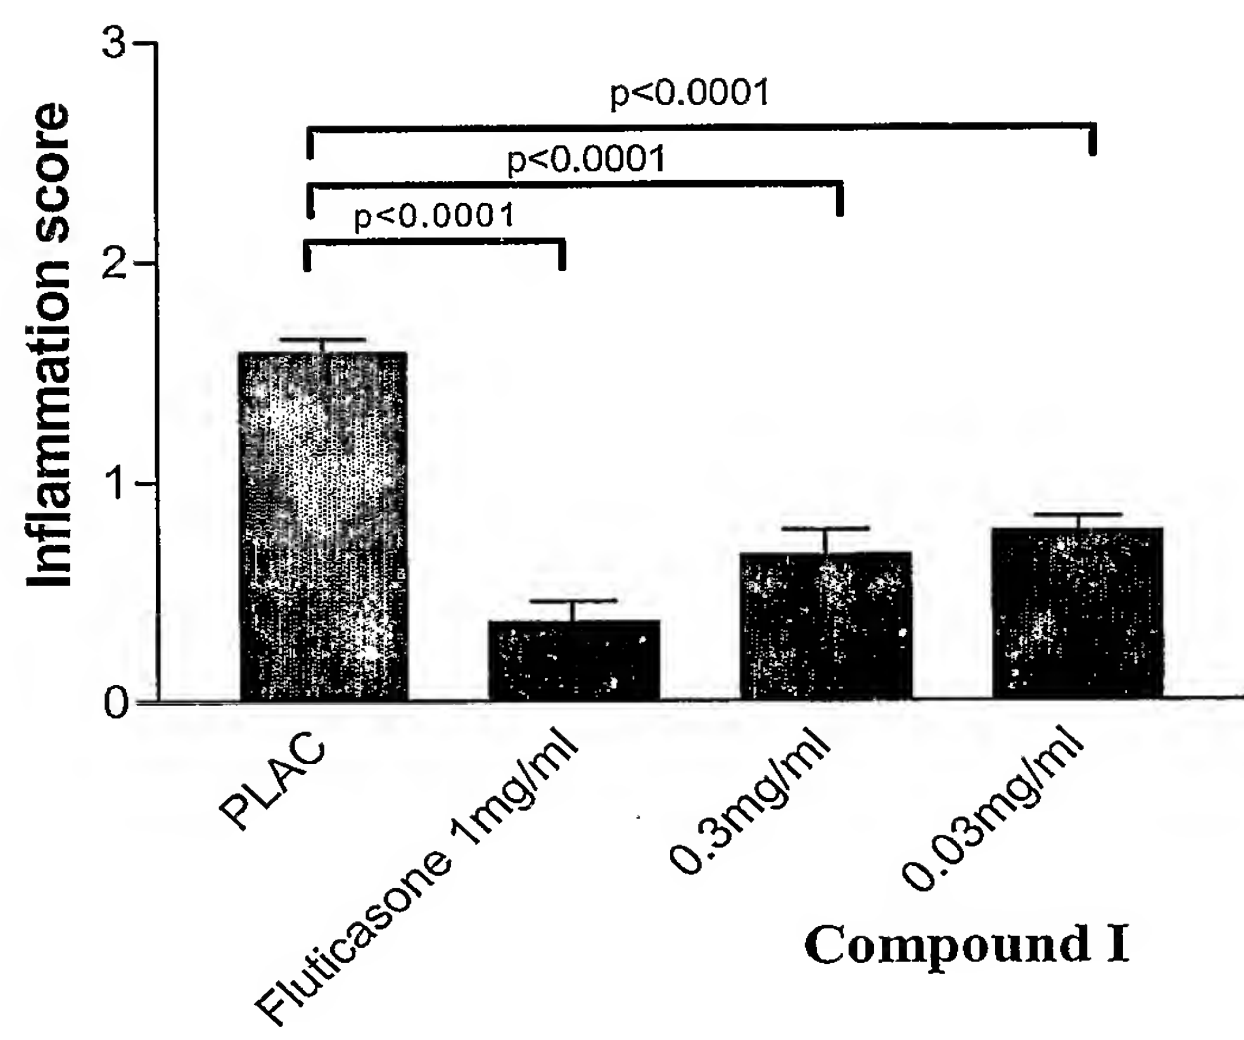 3
p<0.0001
p<0.0001
p<0.0001
2
1
0
Inflammation score
PLAC
Fluticasone 1mg/ml
0.3mg/ml
0.03mg/ml
Compound I